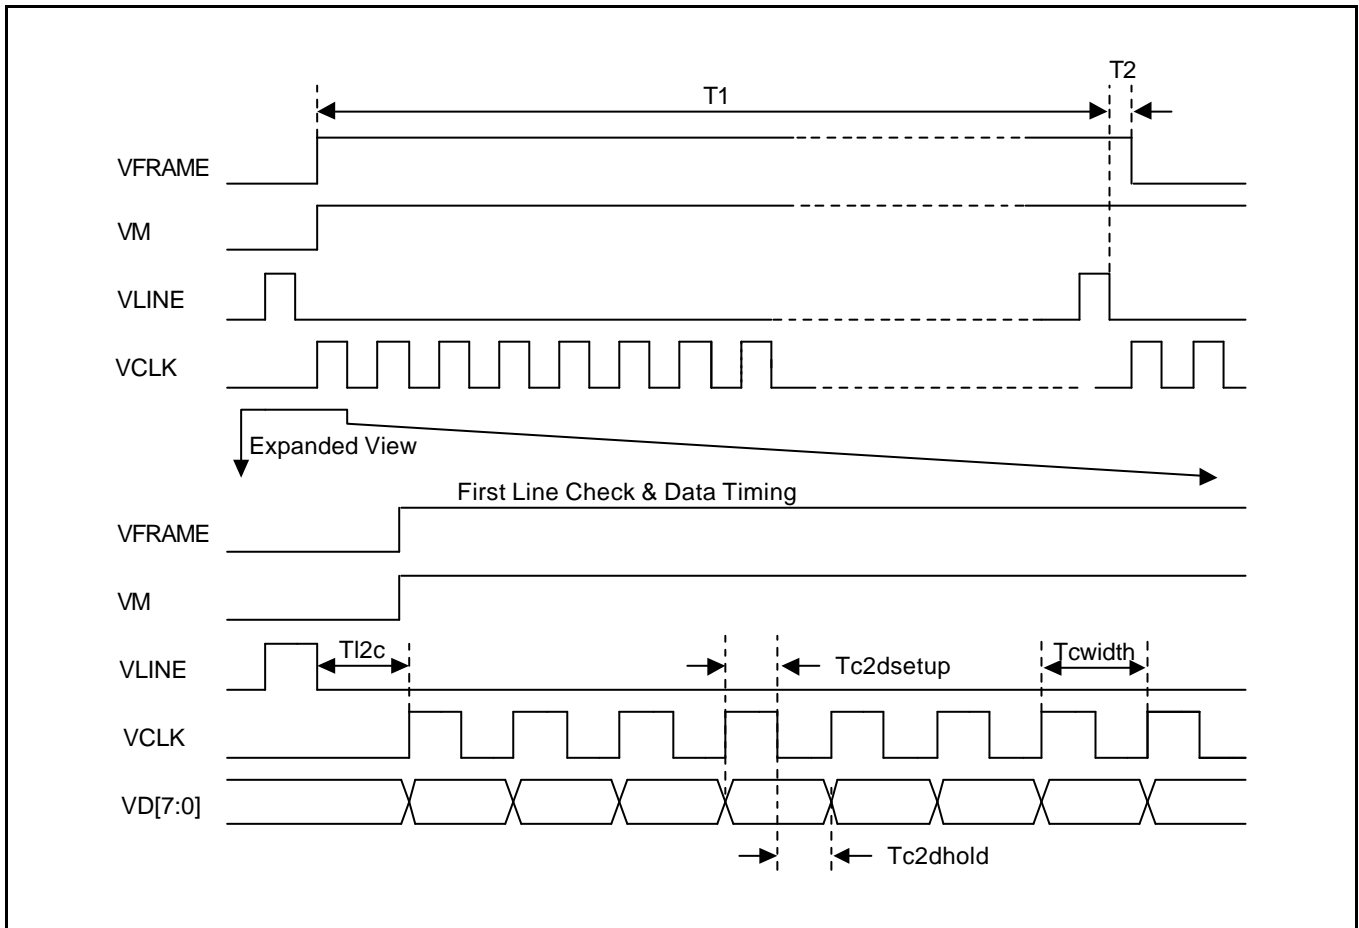 T2
T1
VFRAME
VM
VLINE
VCLK
Expanded View
First Line Check & Data Timing
VFRAME
VM
Tl2c
Tcwidth
VLINE
Tc2dsetup
VCLK
VD[7:0]
Tc2dhold